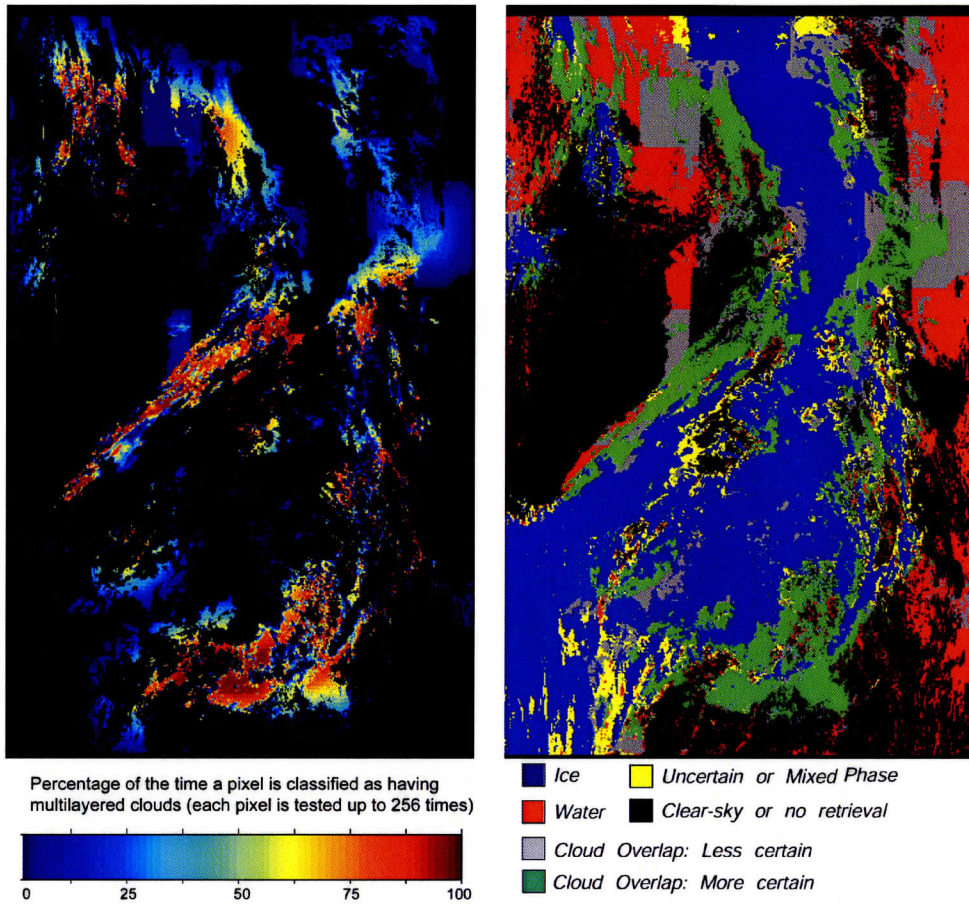 Percentage of the time a pixel is classified as having
multilayered clouds (each pixel is tested up to 256 times)
0 25 50 75 100
Ice Uncertain or Mixed Phase
Water Clear-sky or no retrieval
Cloud Overlap: Less certain
Cloud Overlap: More certain